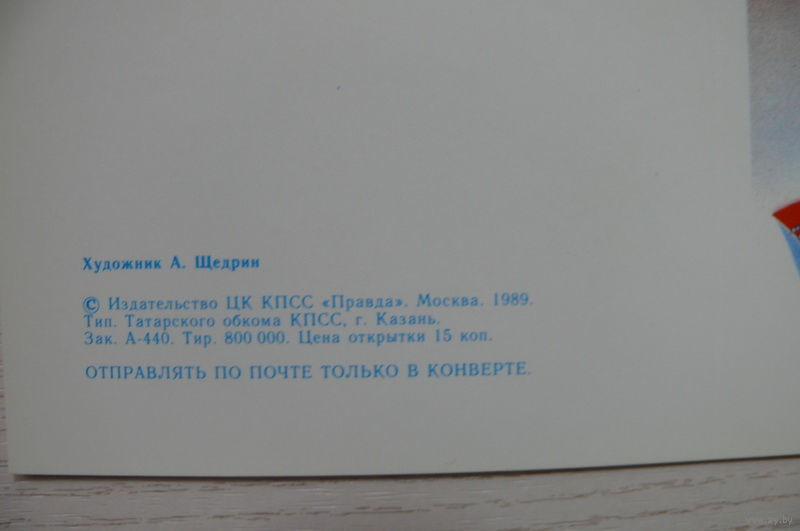 Художник А. Щедрин
© Издательство ЦК КПСС «Правда». Москва. 1989.
Тип. Татарского обкома КПСС, г. Казань.
Зак. А-440. Тир. 800 000. Цена открытки 15 коп.
ОТПРАВЛЯТЬ ПО ПОЧТЕ ТОЛЬКО В КОНВЕРТЕ.